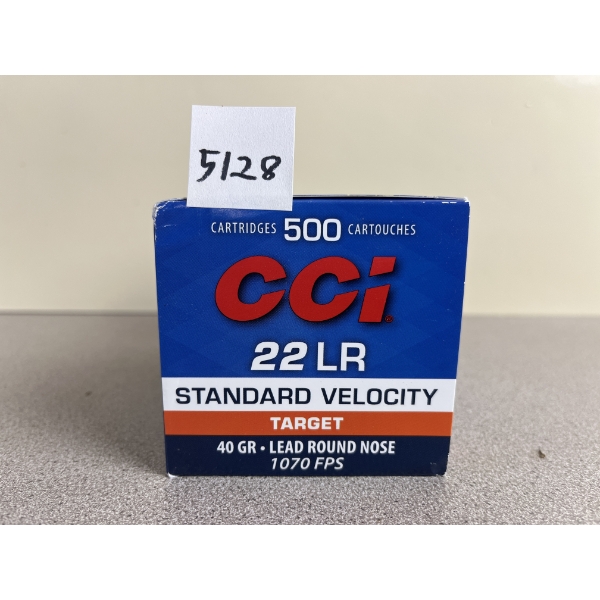 5128
CARTRIDGES 500 CARTOUCHES
CCi
22 LR
STANDARD VELOCITY
TARGET
40 GR • LEAD ROUND NOSE
1070 FPS